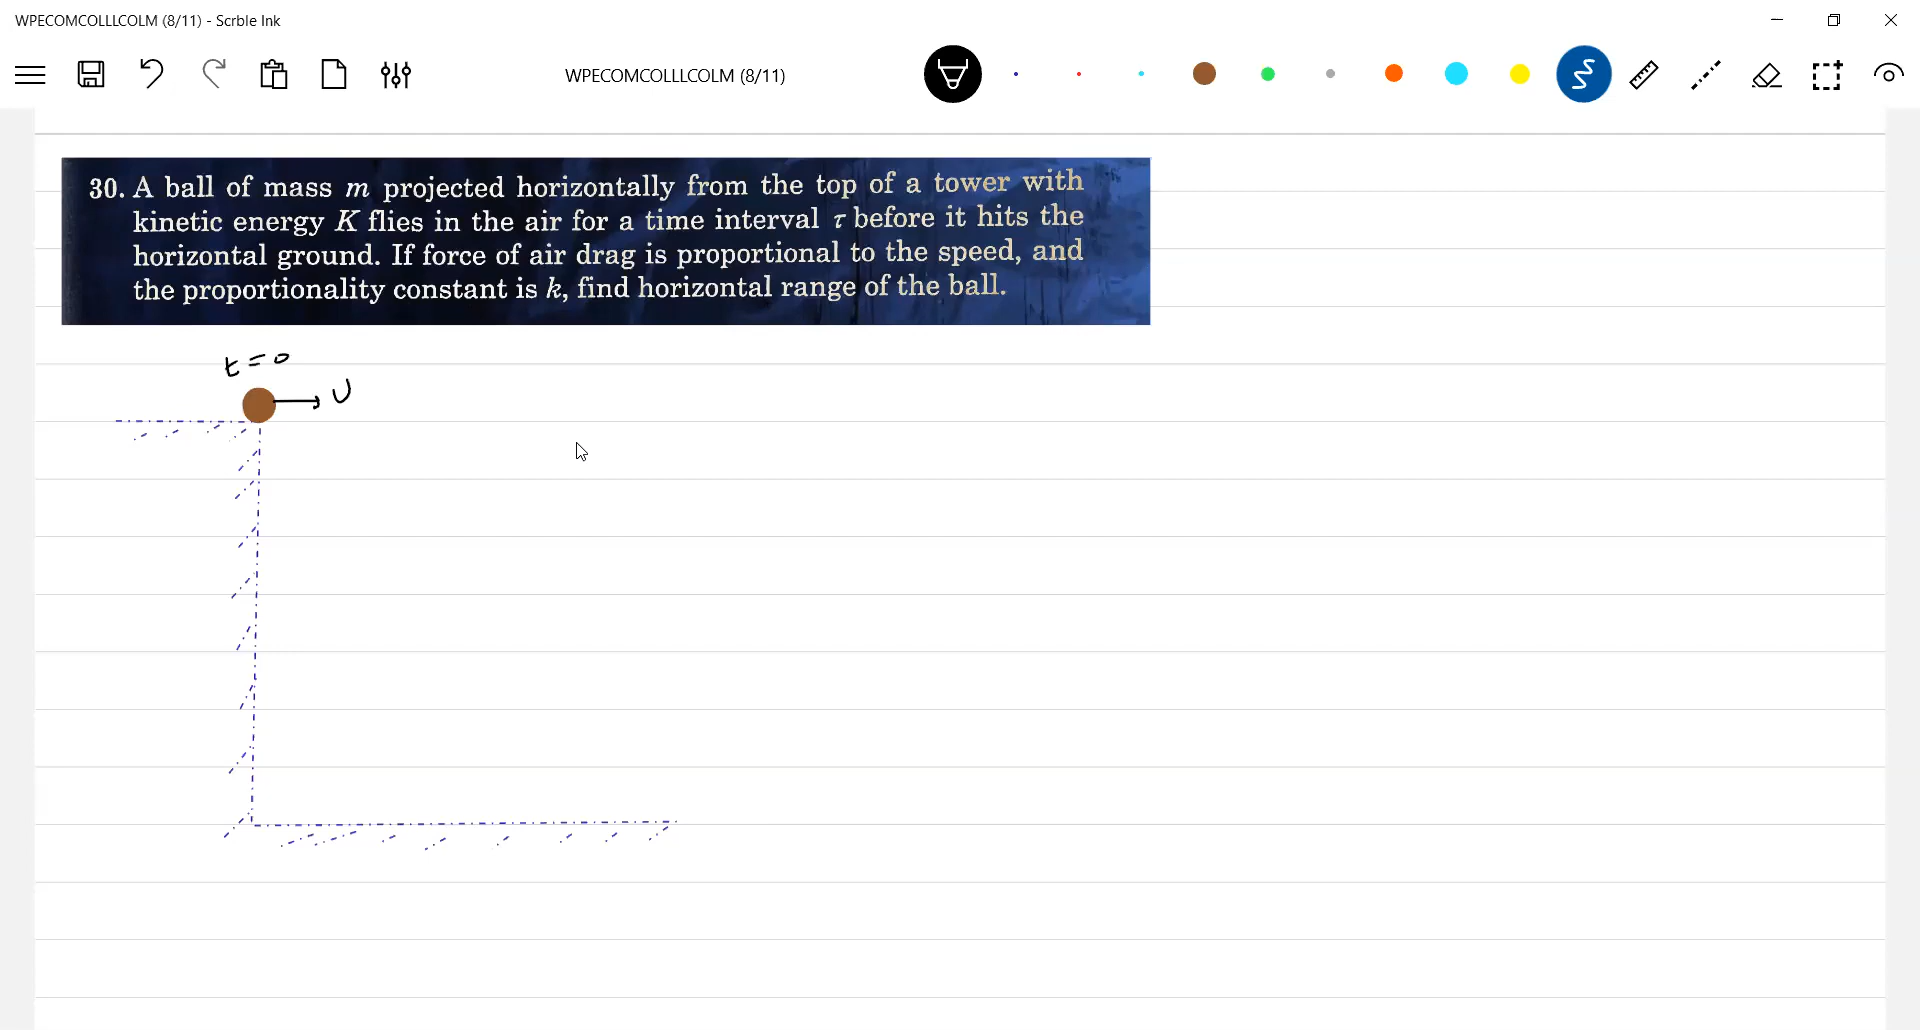 WPECOMCOLLLCOLM (8/11) - Scrble Ink
WPECOMCOLLLCOLM (8/11)
30. A ball of mass m projected horizontally from the top of a tower with
kinetic energy K flies in the air for a time interval τ before it hits the
horizontal ground. If force of air drag is proportional to the speed, and
the proportionality constant is k, find horizontal range of the ball.
t = 0
U